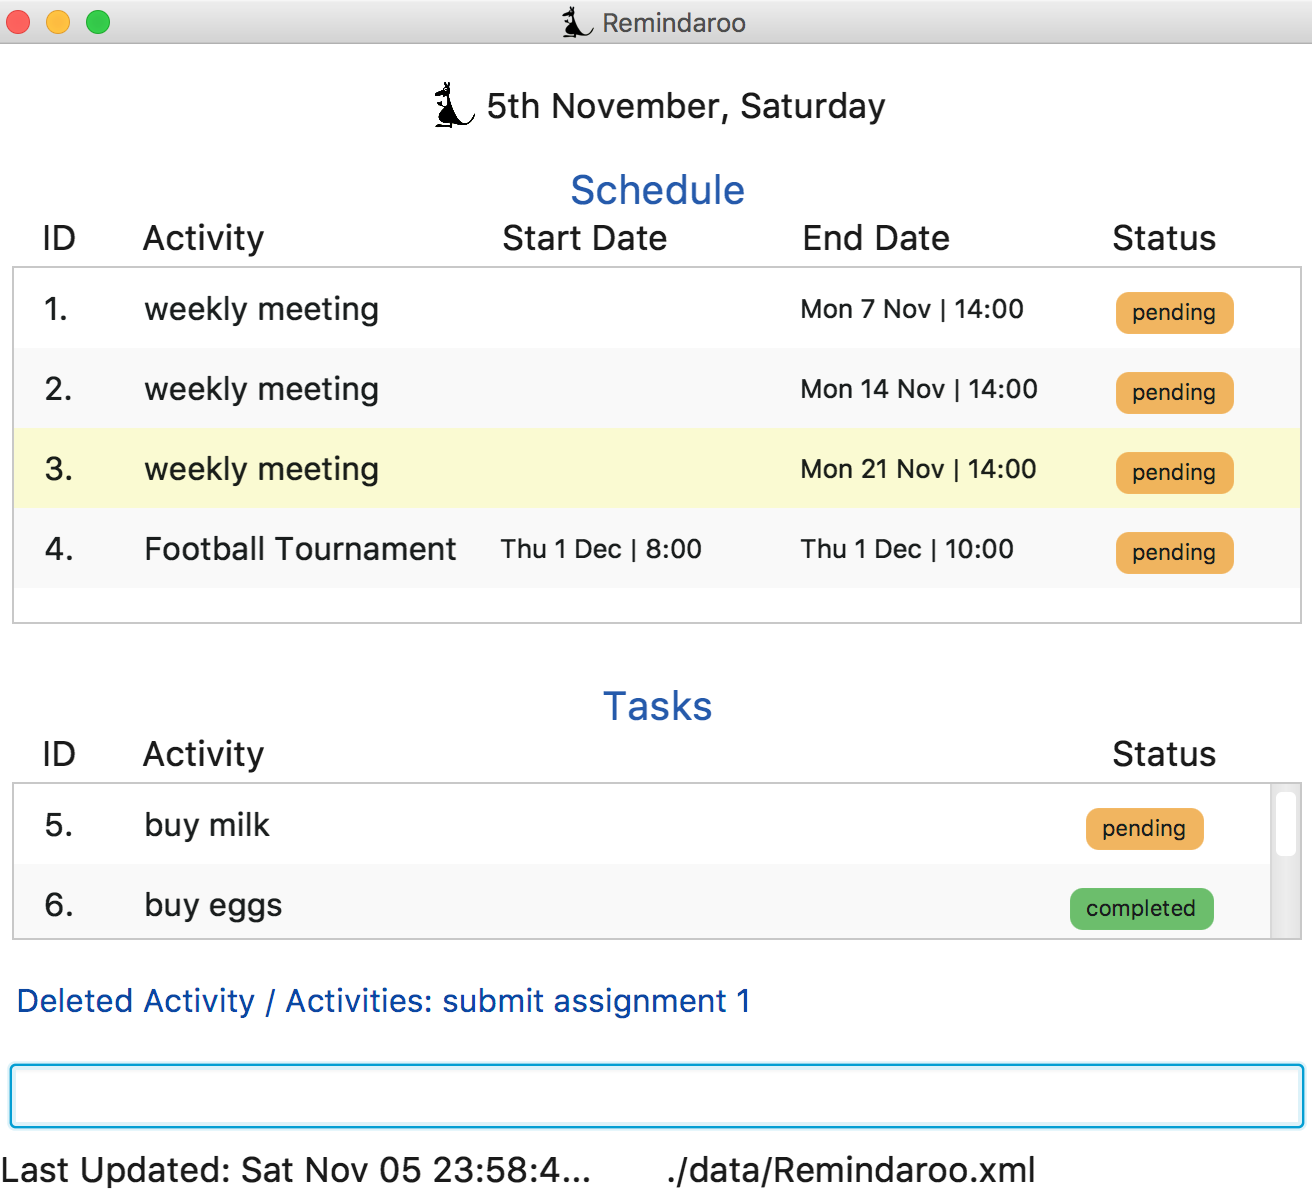 Remindaroo
5th November, Saturday
Schedule
ID Activity Start Date End Date Status
1. weekly meeting Mon 7 Nov | 14:00 pending
2. weekly meeting Mon 14 Nov | 14:00 pending
3. weekly meeting Mon 21 Nov | 14:00 pending
4. Football Tournament Thu 1 Dec | 8:00 Thu 1 Dec | 10:00 pending
Tasks
ID Activity Status
5. buy milk pending
6. buy eggs completed
Deleted Activity / Activities: submit assignment 1
Last Updated: Sat Nov 05 23:58:4... ./data/Remindaroo.xml